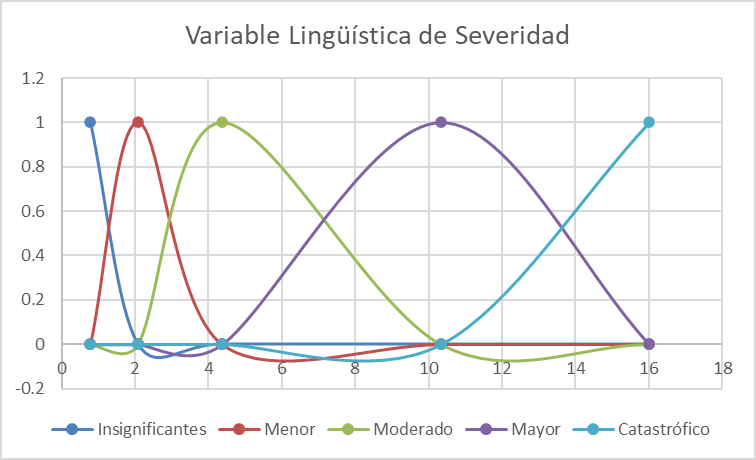 Variable Lingüística de Severidad
1.2
1
0.8
0.6
0.4
0.2
0
-0.2
0 2 4 6 8 10 12 14 16 18
Insignificantes Menor Moderado Mayor Catastrófico